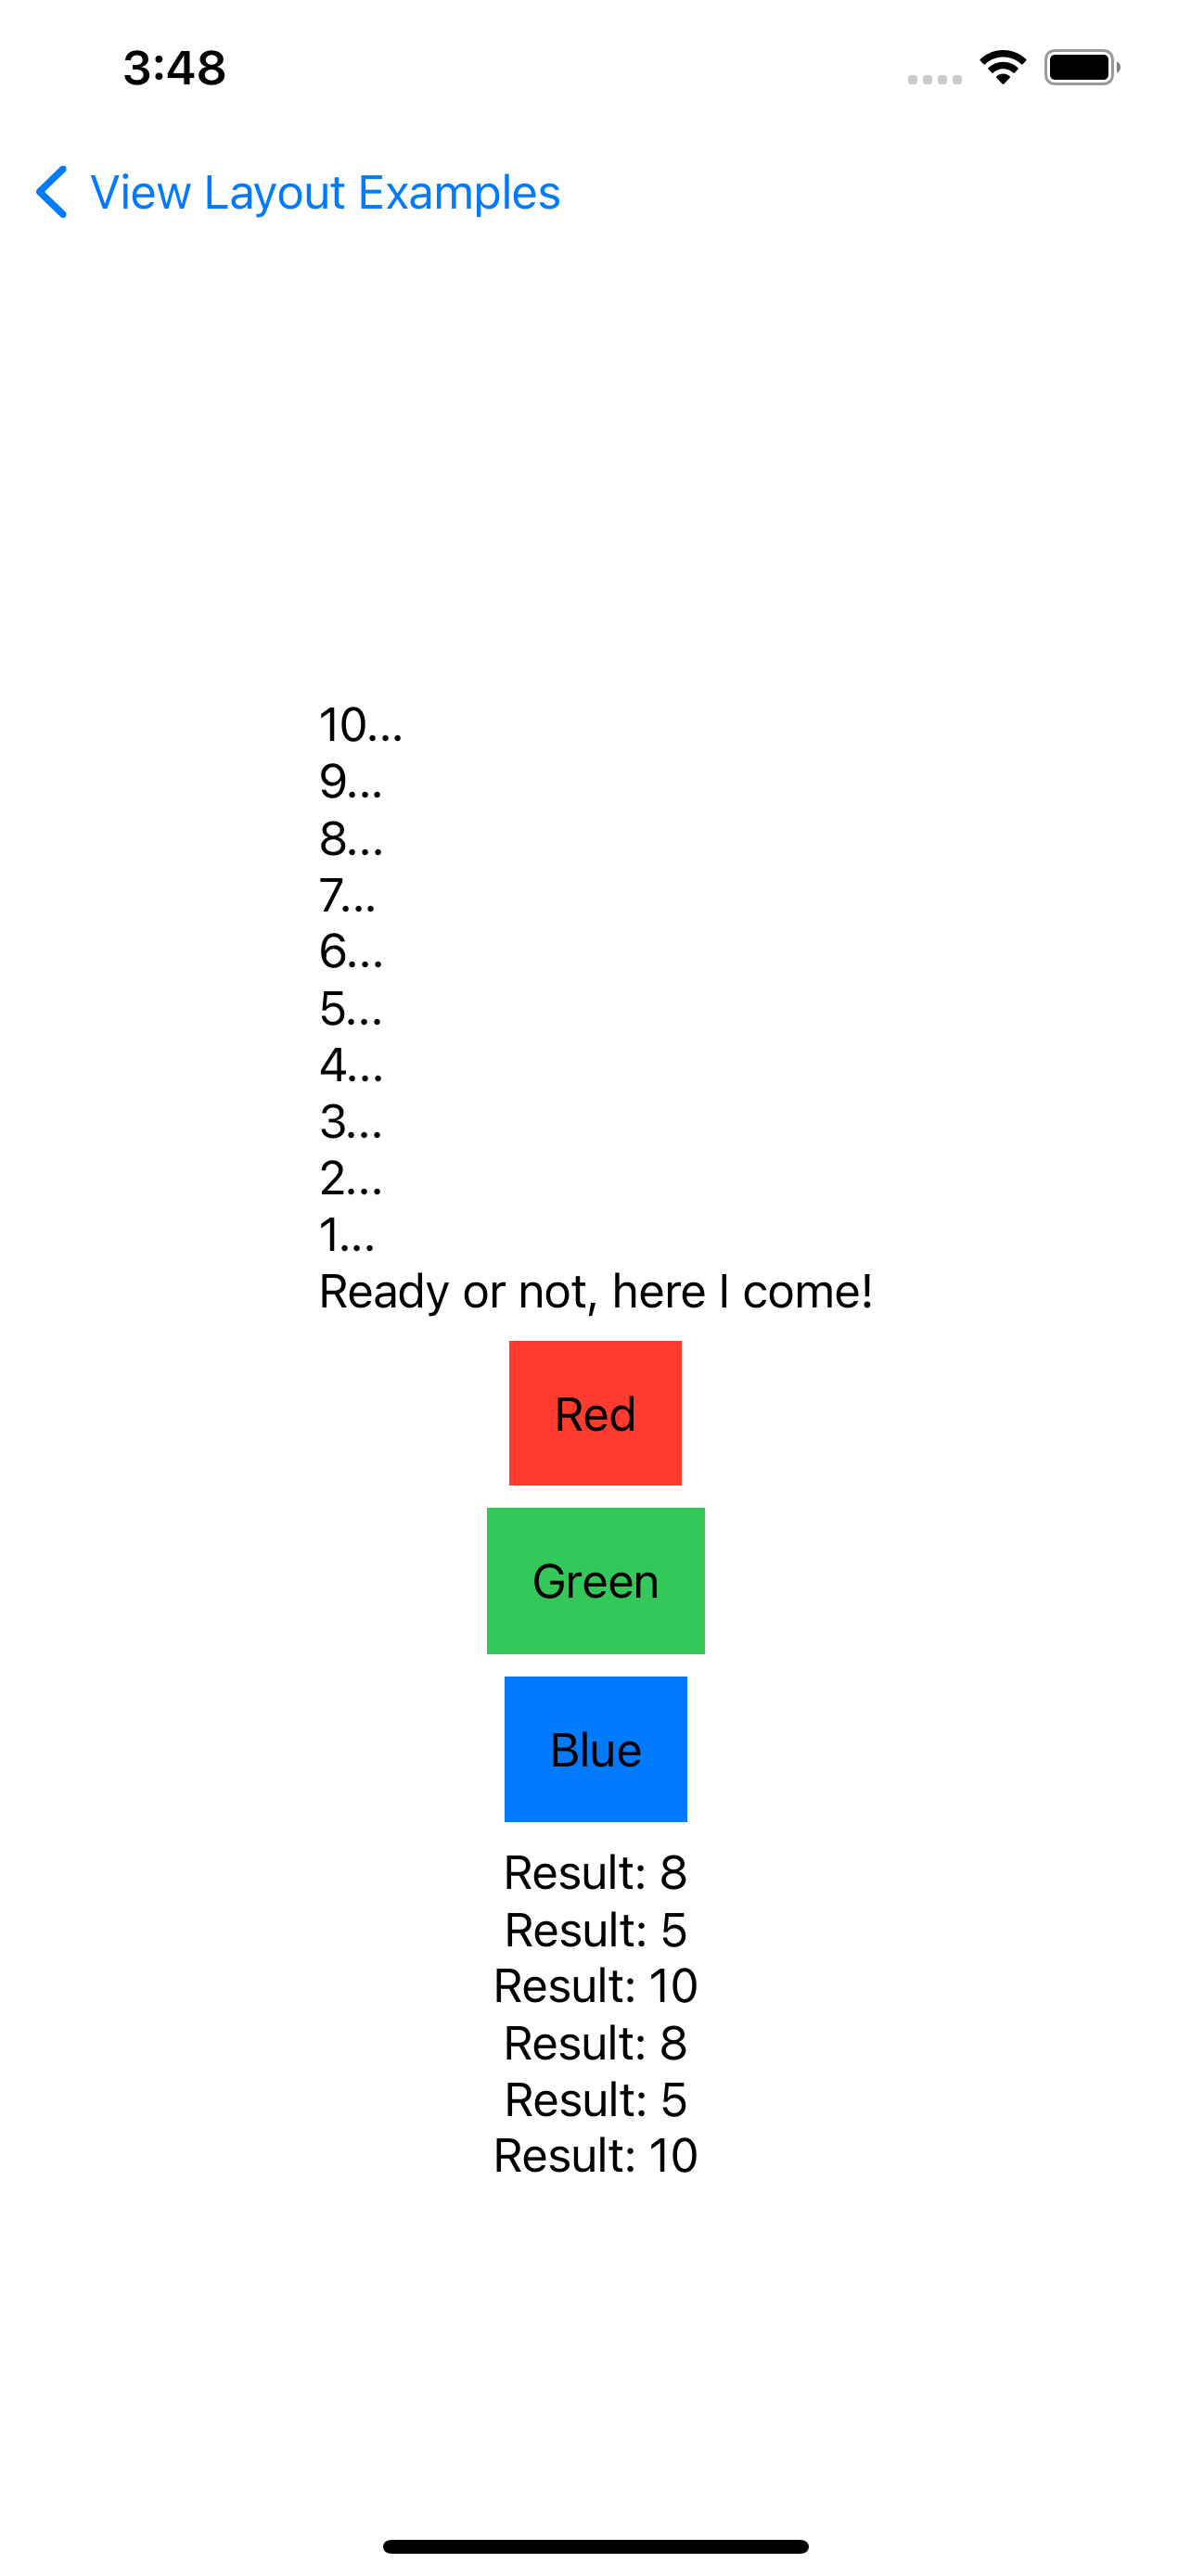 3:48
View Layout Examples
10...
9...
8...
7...
6...
5...
4...
3...
2...
1...
Ready or not, here I come!
Red
Green
Blue
Result: 8
Result: 5
Result: 10
Result: 8
Result: 5
Result: 10